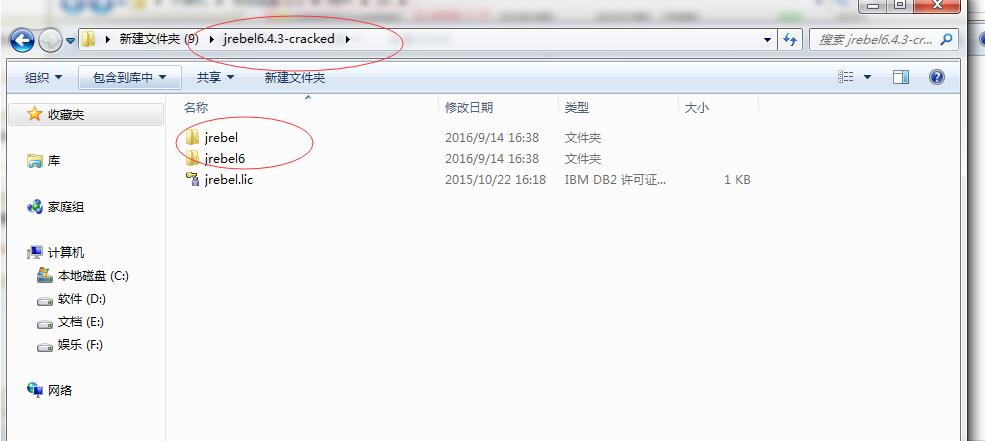 新建文件夹 (9) jrebel6.4.3-cracked 搜索 jrebel6.4.3-cr...
组织 包含到库中 共享 新建文件夹
收藏夹
库
家庭组
计算机
本地磁盘 (C:)
软件 (D:)
文档 (E:)
娱乐 (F:)
网络
名称 修改日期 类型 大小
jrebel 2016/9/14 16:38 文件夹
jrebel6 2016/9/14 16:38 文件夹
jrebel.lic 2015/10/22 16:18 IBM DB2 许可证... 1 KB